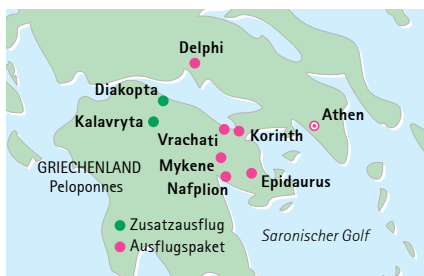 Delphi
Diakopta
Athen
Kalavryta
Vrachati
Korinth
Mykene
GRIECHENLAND
Peloponnes
Nafplion
Epidaurus
Zusatzausflug
Saronischer Golf
Ausflugspaket